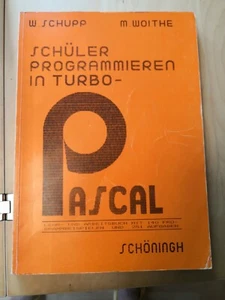 W. SCHUPP M. WOITHE
SCHÜLER
PROGRAMMIEREN
IN TURBO-
PASCAL
SCHÖNINGH